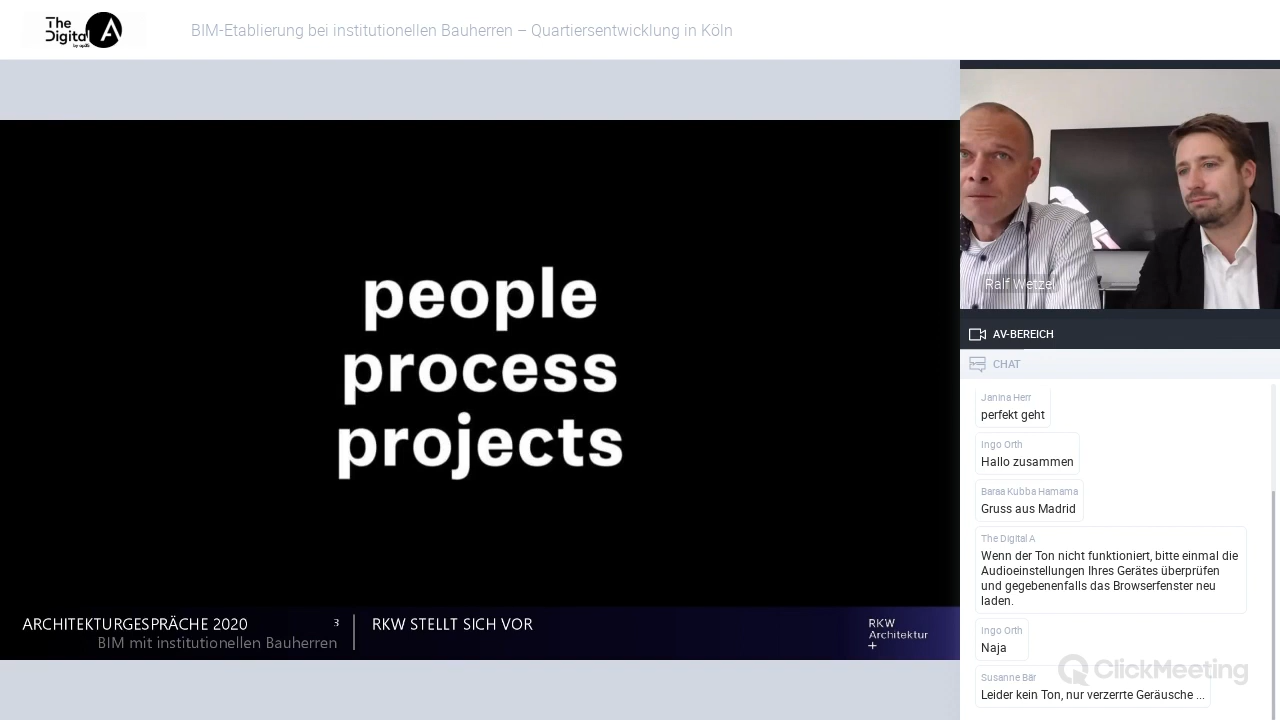 The
Digital
A
by a:pl25
BIM-Etablierung bei institutionellen Bauherren – Quartiersentwicklung in Köln
people
process
projects
ARCHITEKTURGESPRÄCHE 2020
BIM mit institutionellen Bauherren
3
RKW STELLT SICH VOR
RKW
Architektur
+
Ralf Wetzel
AV-BEREICH
CHAT
Janina Herr
perfekt geht
Ingo Orth
Hallo zusammen
Baraa Kubba Hamama
Gruss aus Madrid
The Digital A
Wenn der Ton nicht funktioniert, bitte einmal die
Audioeinstellungen Ihres Gerätes überprüfen
und gegebenenfalls das Browserfenster neu
laden.
Ingo Orth
Naja
Susanne Bär
Leider kein Ton, nur verzerrte Geräusche ...
ClickMeeting